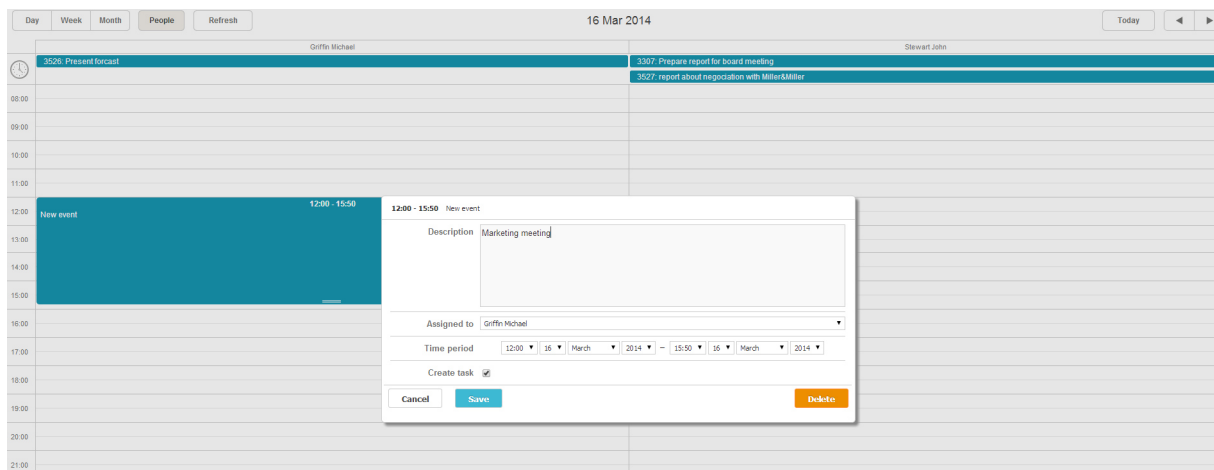 Day Week Month People Refresh 16 Mar 2014 Today
Griffin Michael Stewart John
3526: Present forcast 3307: Prepare report for board meeting
3527: report about negociation with Miller&Miller
08:00
09:00
10:00
11:00
12:00 - 15:50
12:00 New event
12:00 - 15:50 New event
Description Marketing meeting
13:00
14:00
15:00
16:00
Assigned to Griffin Michael
17:00
Time period 12:00 16 March 2014 – 15:50 16 March 2014
18:00
Create task
19:00
Cancel Save Delete
20:00
21:00